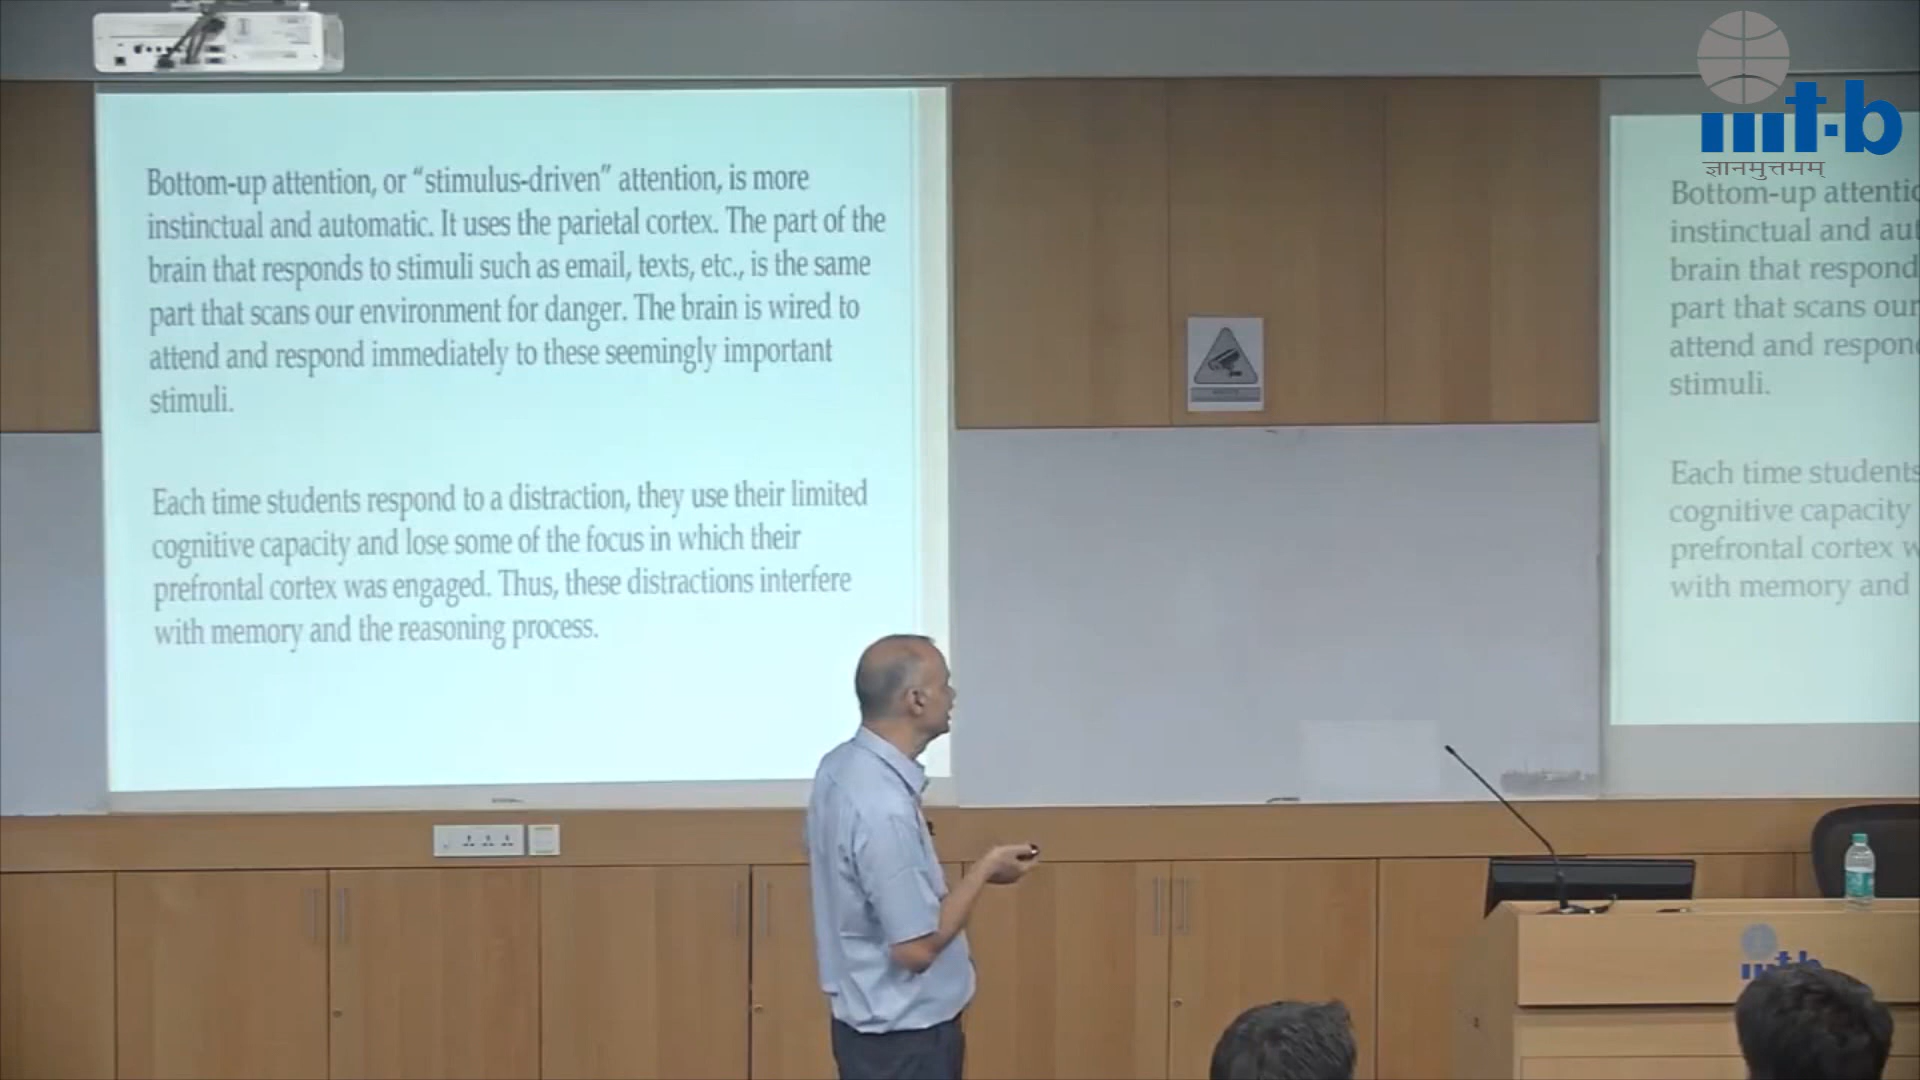 Bottom-up attention, or “stimulus-driven” attention, is more
instinctual and automatic. It uses the parietal cortex. The part of the
brain that responds to stimuli such as email, texts, etc., is the same
part that scans our environment for danger. The brain is wired to
attend and respond immediately to these seemingly important
stimuli.
Each time students respond to a distraction, they use their limited
cognitive capacity and lose some of the focus in which their
prefrontal cortex was engaged. Thus, these distractions interfere
with memory and the reasoning process.
iiit-b
ज्ञानमुत्तमम्
Bottom-up attentio
instinctual and aut
brain that respond
part that scans our
attend and respon
stimuli.
Each time students
cognitive capacity
prefrontal cortex w
with memory and
iiit-b